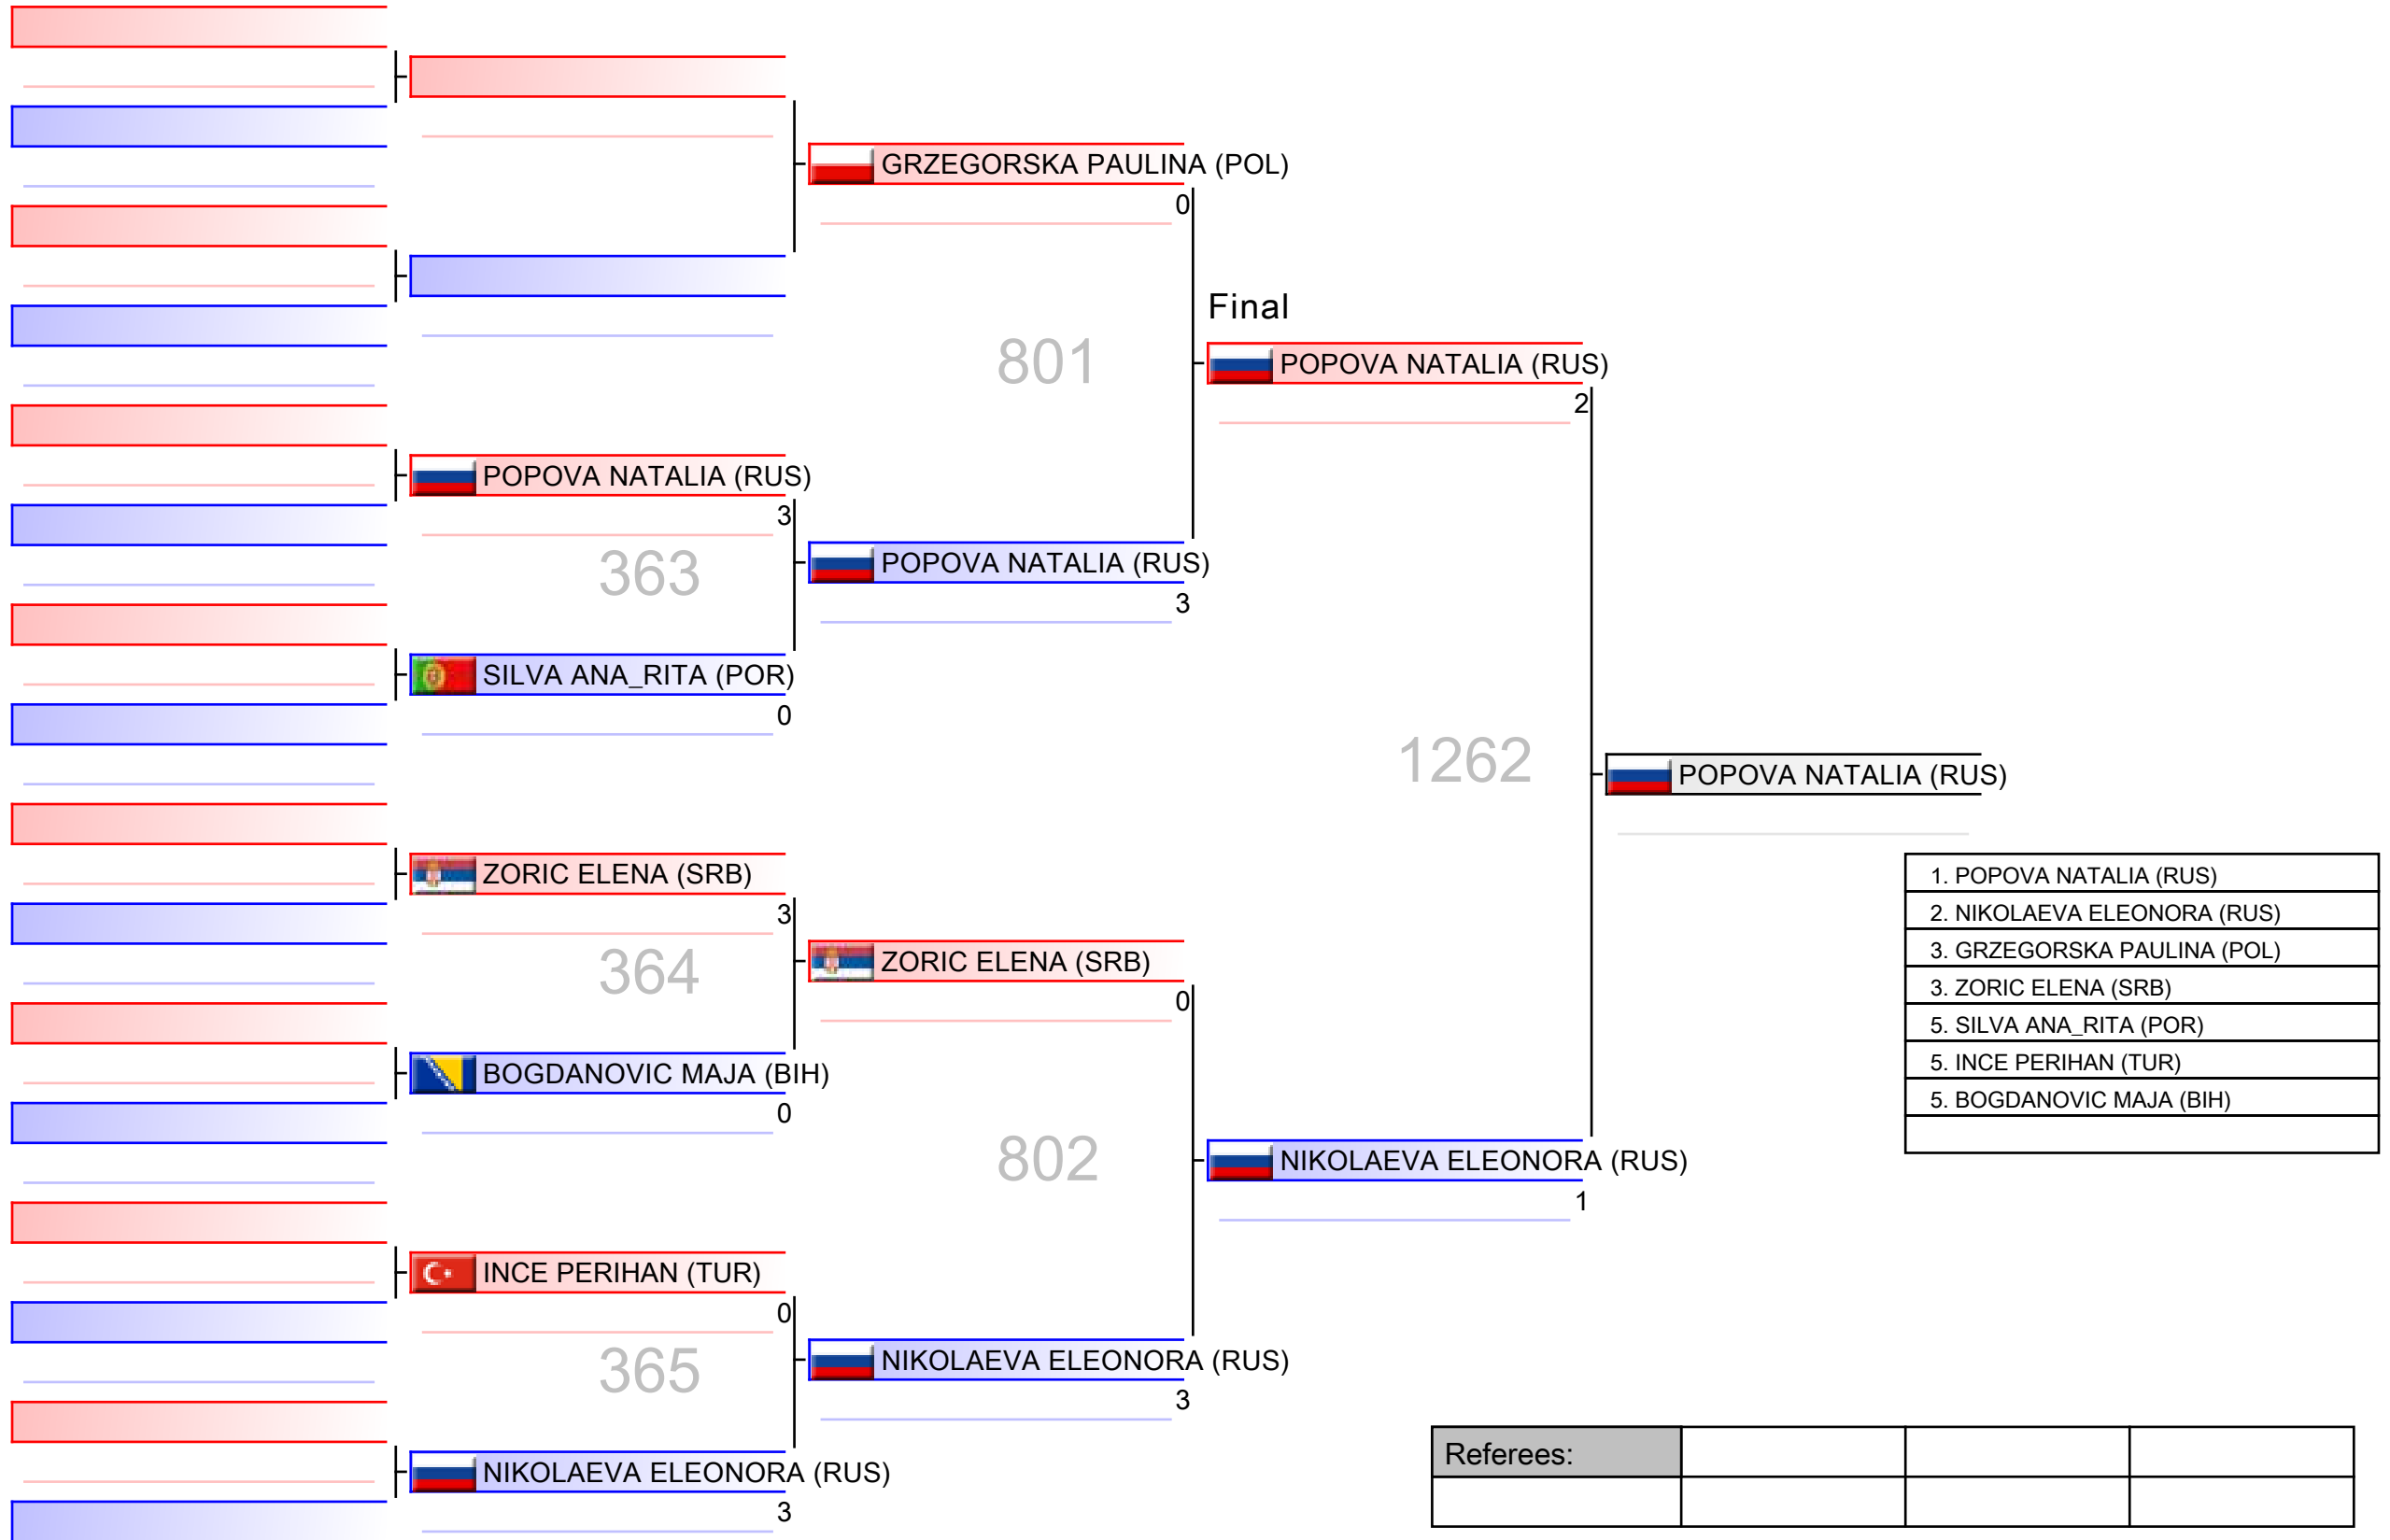 GRZEGORSKA PAULINA (POL)
0
Final
801
POPOVA NATALIA (RUS)
2
POPOVA NATALIA (RUS)
3
363
POPOVA NATALIA (RUS)
3
SILVA ANA_RITA (POR)
0
1262
POPOVA NATALIA (RUS)
ZORIC ELENA (SRB)
3
364
ZORIC ELENA (SRB)
0
BOGDANOVIC MAJA (BIH)
0
802
NIKOLAEVA ELEONORA (RUS)
1
1. POPOVA NATALIA (RUS)
2. NIKOLAEVA ELEONORA (RUS)
3. GRZEGORSKA PAULINA (POL)
3. ZORIC ELENA (SRB)
5. SILVA ANA_RITA (POR)
5. INCE PERIHAN (TUR)
5. BOGDANOVIC MAJA (BIH)
INCE PERIHAN (TUR)
0
365
NIKOLAEVA ELEONORA (RUS)
3
NIKOLAEVA ELEONORA (RUS)
3
Referees: